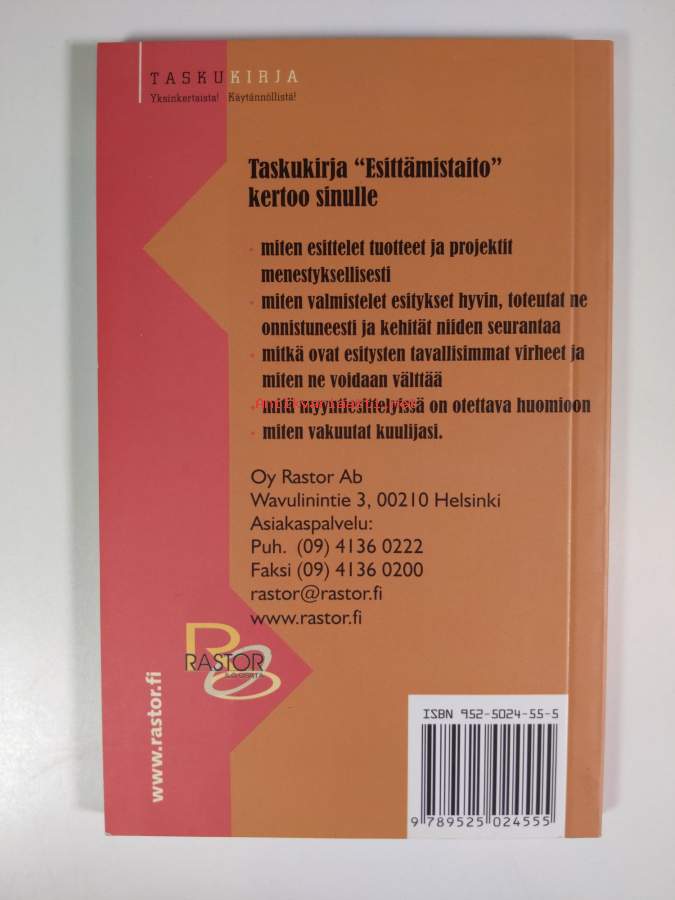 TASKUKIRJA
Yksinkertaista! Käytännöllistä!
Taskukirja “Esittämistaito”
kertoo sinulle
· miten esittelet tuotteet ja projektit
menestyksellisesti
· miten valmistelet esitykset hyvin, toteutat ne
onnistuneesti ja kehität niiden seurantaa
· mitkä ovat esitysten tavallisimmat virheet ja
miten ne voidaan välttää
· mitä myyntiesittelyissä on otettava huomioon
· miten vakuutat kuulijasi.
Oy Rastor Ab
Wavulinintie 3, 00210 Helsinki
Asiakaspalvelu:
Puh. (09) 4136 0222
Faksi (09) 4136 0200
rastor@rastor.fi
www.rastor.fi
RASTOR
www.rastor.fi
ISBN 952-5024-55-5
9 789525 024555